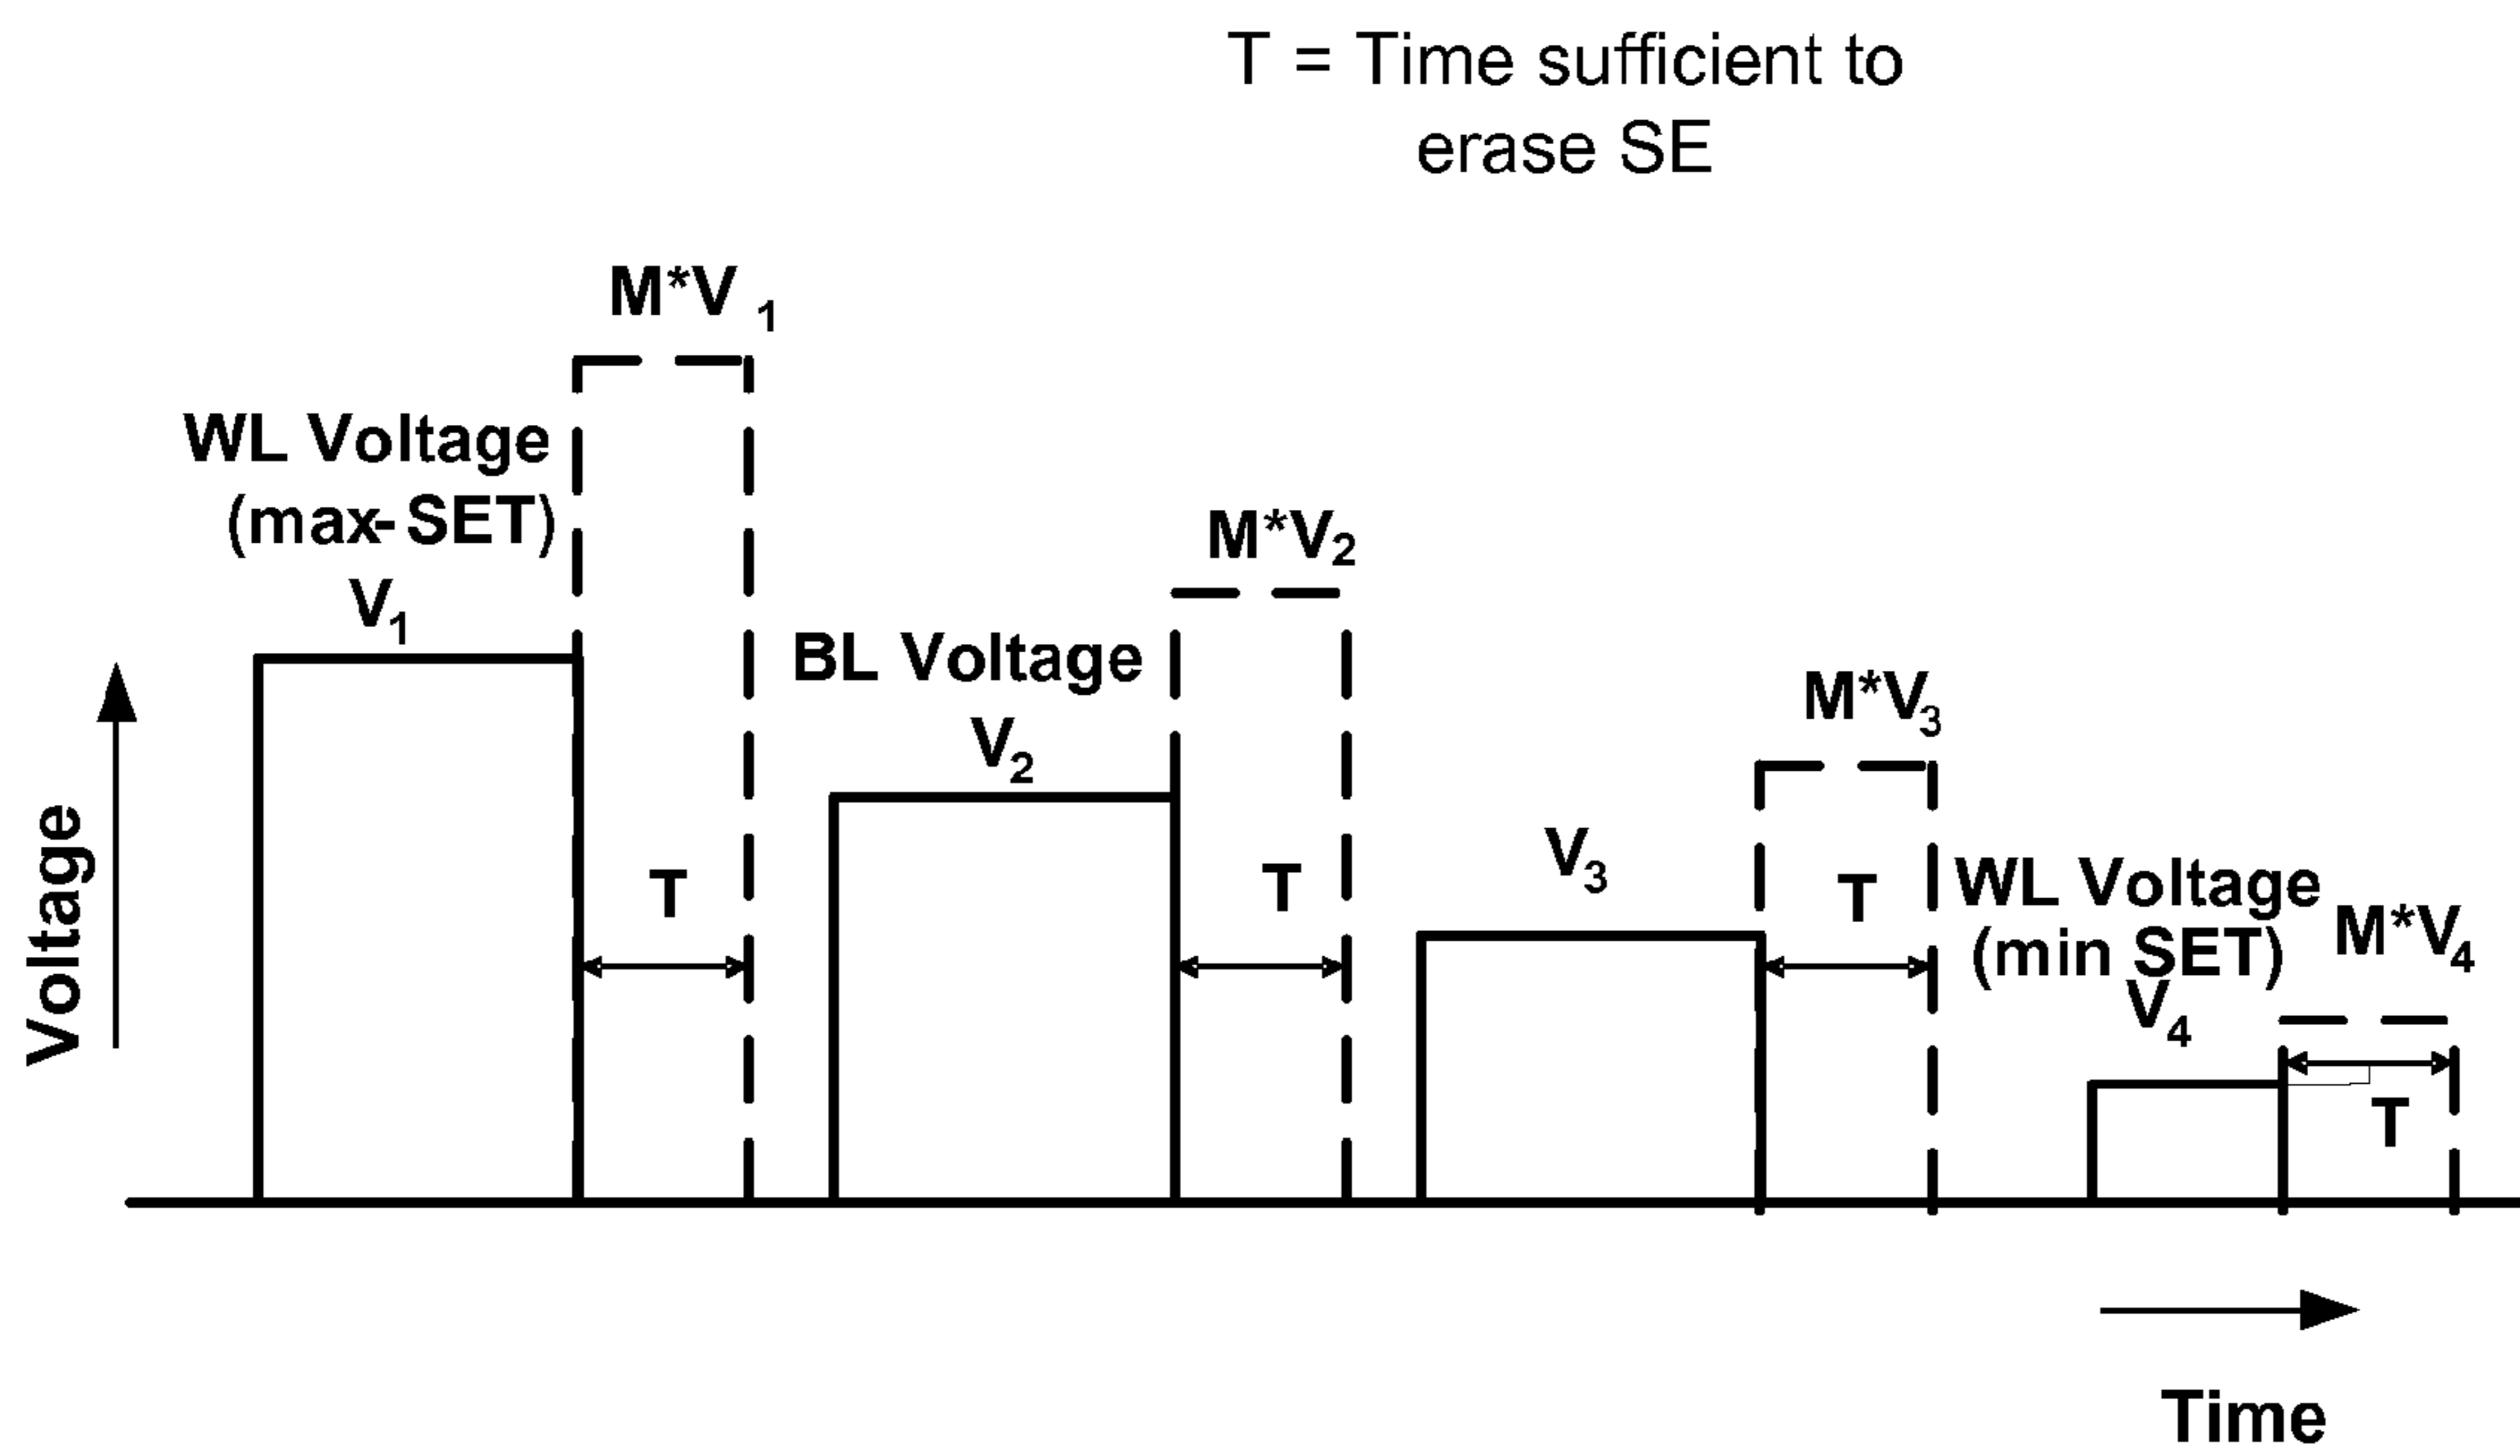 T = Time sufficient to
erase SE
M*V1
WL Voltage
(max-SET)
V1
M*V2
BL Voltage
V2
M*V3
V3
WL Voltage
(min SET)
V4
M*V4
T
T
T
T
Voltage
Time